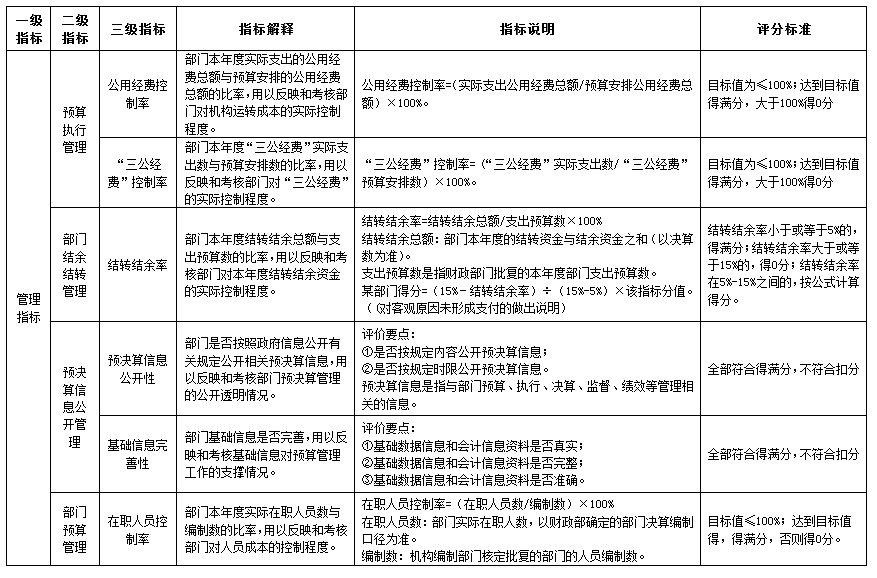 一级
指标
二级
指标
三级指标
指标解释
指标说明
评分标准
管理
指标
预算
执行
管理
公用经费控
制率
部门本年度实际支出的公用经
费总额与预算安排的公用经费
总额的比率，用以反映和考核部
门对机构运转成本的实际控制
程度。
公用经费控制率=(实际支出公用经费总额/预算安排公用经费总
额）×100%。
目标值为≤100%；达到目标值
得满分，大于100%得0分
“三公经
费”控制率
部门本年度“三公经费”实际支
出数与预算安排数的比率，用以
反映和考核部门对“三公经费”
的实际控制程度。
“三公经费”控制率=（“三公经费”实际支出数/“三公经费”
预算安排数）×100%。
目标值为≤100%；达到目标值
得满分，大于100%得0分
部门
结余
结转
管理
结转结余率
部门本年度结转结余总额与支
出预算数的比率，用以反映和考
核部门对本年度结转结余资金
的实际控制程度。
结转结余率=结转结余总额/支出预算数×100%
结转结余总额：部门本年度的结转资金与结余资金之和（以决算
数为准）。
支出预算数是指财政部门批复的本年度部门支出预算数。
某部门得分=（15%－结转结余率）÷（15%-5%）×该指标分值。
（（对客观原因未形成支付的做出说明）
结转结余率小于或等于5%的，
得满分；结转结余率大于或等
于15%的，得0分；结转结余率
在5%-15%之间的，按公式计算
得分。
预决
算信
息公
开管
理
预决算信息
公开性
部门是否按照政府信息公开有
关规定公开相关预决算信息，用
以反映和考核部门预决算管理
的公开透明情况。
评价要点：
①是否按规定内容公开预决算信息；
②是否按规定时限公开预决算信息。
预决算信息是指与部门预算、执行、决算、监督、绩效等管理相
关的信息。
全部符合得满分，不符合扣分
基础信息完
善性
部门基础信息是否完善，用以反
映和考核基础信息对预算管理
工作的支撑情况。
评价要点：
①基础数据信息和会计信息资料是否真实；
②基础数据信息和会计信息资料是否完整；
③基础数据信息和会计信息资料是否准确。
全部符合得满分，不符合扣分
部门
预算
管理
在职人员控
制率
部门本年度实际在职人员数与
编制数的比率，用以反映和考核
部门对人员成本的控制程度。
在职人员控制率=（在职人员数/编制数）×100%
在职人员数：部门实际在职人数，以财政部确定的部门决算编制
口径为准。
编制数：机构编制部门核定批复的部门的人员编制数。
目标值≤100%；达到目标值
得，得满分，否则得0分。